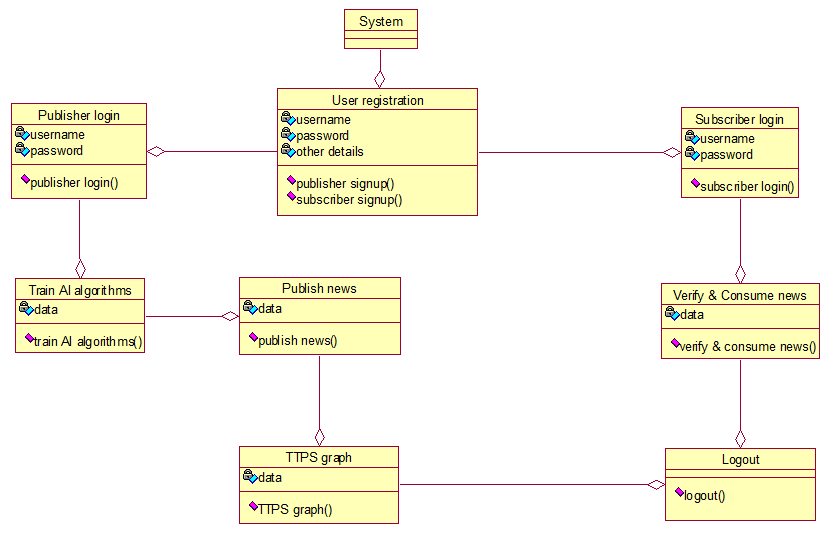 System
User registration
username
password
other details
publisher signup()
subscriber signup()
Publisher login
username
password
publisher login()
Subscriber login
username
password
subscriber login()
Train AI algorithms
data
train AI algorithms()
Publish news
data
publish news()
Verify & Consume news
data
verify & consume news()
TTPS graph
data
TTPS graph()
Logout
logout()